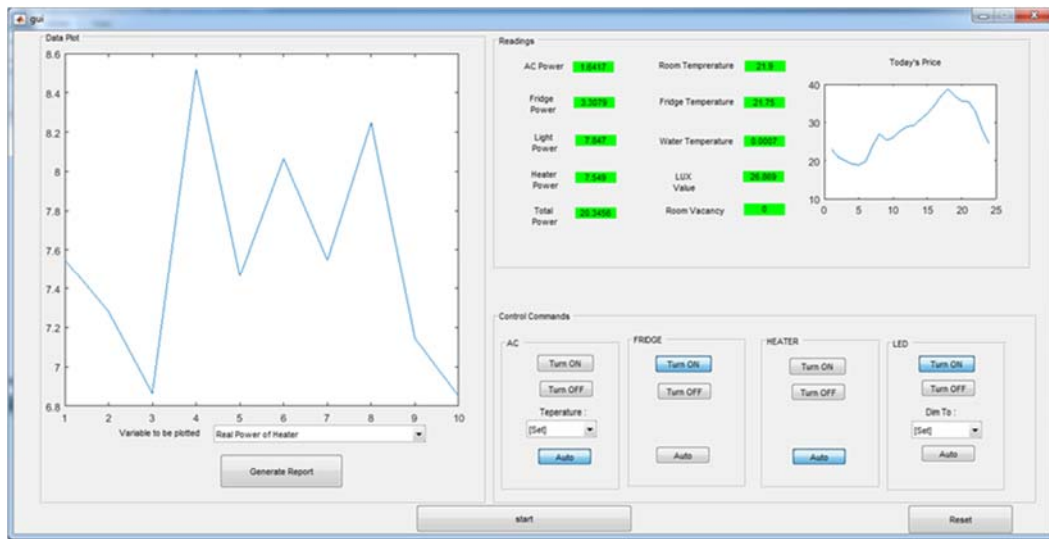 gui
Data Plot
8.6
8.4
8.2
8
7.8
7.6
7.4
7.2
7
6.8
1 2 3 4 5 6 7 8 9 10
Variable to be plotted
Real Power of Heater
Generate Report
Readings
AC Power 1.6417
Fridge Power 3.3079
Light Power 7.847
Heater Power 7.549
Total Power 20.3456
Room Temprerature 21.9
Fridge Temperature 21.75
Water Temperature 0.0007
LUX Value 26.869
Room Vacancy 0
Today's Price
40
30
20
10
0 5 10 15 20 25
Control Commands
AC
Turn ON
Turn OFF
Teperature :
[Set]
Auto
FRIDGE
Turn ON
Turn OFF
Auto
HEATER
Turn ON
Turn OFF
Auto
LED
Turn ON
Turn OFF
Dim To :
[Set]
Auto
start
Reset